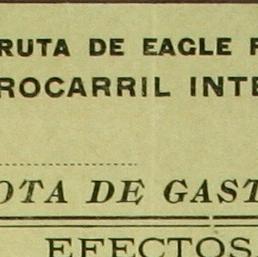 RUTA DE EAGLE P
ROCARRIL INTE
OTA DE GAST
EFECTOS.